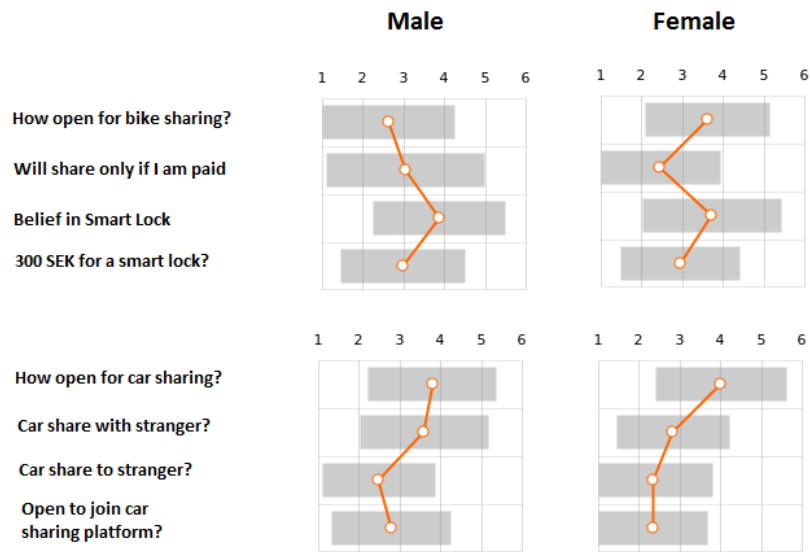 Male Female
1 2 3 4 5 6 1 2 3 4 5 6
How open for bike sharing?
Will share only if I am paid
Belief in Smart Lock
300 SEK for a smart lock?
1 2 3 4 5 6 1 2 3 4 5 6
How open for car sharing?
Car share with stranger?
Car share to stranger?
Open to join car
sharing platform?